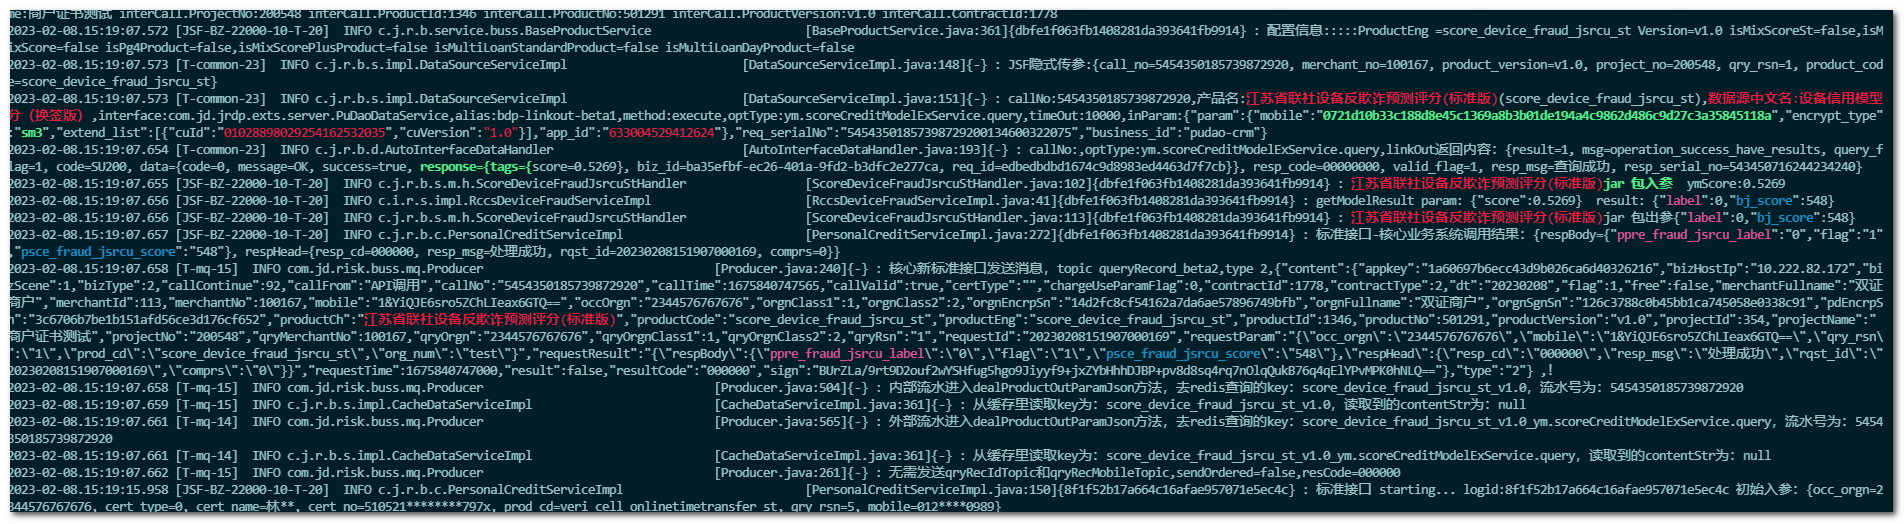 me:商户证书测试 interCall.ProjectNo:200548 interCall.ProductId:1346 interCall.ProductNo:501291 interCall.ProductVersion:v1.0 interCall.ContractId:1778
2023-02-08.15:19:07.572 [JSF-BZ-22000-10-T-20]  INFO c.j.r.b.service.buss.BaseProductService [BaseProductService.java:361]{dbfe1f063fb1408281da393641fb9914} : 配置信息:::::ProductEng =score_device_fraud_jsrcu_st Version=v1.0 isMixScoreSt=false,isM
ixScore=false isPg4Product=false,isMixScorePlusProduct=false isMultiLoanStandardProduct=false isMultiLoanDayProduct=false
2023-02-08.15:19:07.573 [T-common-23]  INFO c.j.r.b.s.impl.DataSourceServiceImpl [DataSourceServiceImpl.java:148]{-} : JSF隐式传参:{call_no=5454350185739872920, merchant_no=100167, product_version=v1.0, project_no=200548, qry_rsn=1, product_cod
e=score_device_fraud_jsrcu_st}
2023-02-08.15:19:07.573 [T-common-23]  INFO c.j.r.b.s.impl.DataSourceServiceImpl [DataSourceServiceImpl.java:151]{-} : callNo:5454350185739872920,产品名:江苏省联社设备反欺诈预测评分(标准版)(score_device_fraud_jsrcu_st),数据源中文名:设备信用模型
分（换签版）,interface:com.jd.jrdp.exts.server.PuDaoDataService,alias:bdp-linkout-beta1,method:execute,optType:ym.scoreCreditModelExService.query,timeOut:10000,inParam:{"param":{"mobile":"0721d10b33c188d8e45c1369a8b3b01de194a4c9862d486c9d27c3a35845118a","encrypt_type"
:"sm3","extend_list":[{"cuId":"01028898029254162532035","cuVersion":"1.0"}],"app_id":"633004529412624"},"req_serialNo":"54543501857398729200134600322075","business_id":"pudao-crm"}
2023-02-08.15:19:07.654 [T-common-23]  INFO c.j.r.b.d.AutoInterfaceDataHandler [AutoInterfaceDataHandler.java:193]{-} : callNo:,optType:ym.scoreCreditModelExService.query,linkOut返回内容: {result=1, msg=operation_success_have_results, query_f
lag=1, code=SU200, data={code=0, message=OK, success=true, response={tags={score=0.5269}, biz_id=ba35efbf-ec26-401a-9fd2-b3dfc2e277ca, req_id=edbedbdbd1674c9d8983ed4463d7f7cb}}, resp_code=00000000, valid_flag=1, resp_msg=查询成功, resp_serial_no=5434507162442342​40}
2023-02-08.15:19:07.655 [JSF-BZ-22000-10-T-20]  INFO c.j.r.b.s.m.h.ScoreDeviceFraudJsrcuStHandler [ScoreDeviceFraudJsrcuStHandler.java:102]{dbfe1f063fb1408281da393641fb9914} : 江苏省联社设备反欺诈预测评分(标准版)jar 包入参  ymScore:0.5269
2023-02-08.15:19:07.656 [JSF-BZ-22000-10-T-20]  INFO c.i.r.s.impl.RccsDeviceFraudServiceImpl [RccsDeviceFraudServiceImpl.java:41]{dbfe1f063fb1408281da393641fb9914} : getModelResult param: {"score":0.5269}  result: {"label":0,"bj_score":548}
2023-02-08.15:19:07.656 [JSF-BZ-22000-10-T-20]  INFO c.j.r.b.s.m.h.ScoreDeviceFraudJsrcuStHandler [ScoreDeviceFraudJsrcuStHandler.java:113]{dbfe1f063fb1408281da393641fb9914} : 江苏省联社设备反欺诈预测评分(标准版)jar 包出参{"label":0,"bj_score":548}
2023-02-08.15:19:07.657 [JSF-BZ-22000-10-T-20]  INFO c.j.r.b.c.PersonalCreditServiceImpl [PersonalCreditServiceImpl.java:272]{dbfe1f063fb1408281da393641fb9914} : 标准接口-核心业务系统调用结果: {respBody={"ppre_fraud_jsrcu_label":"0","flag":"1"
,"psce_fraud_jsrcu_score":"548"}, respHead={resp_cd=000000, resp_msg=处理成功, rqst_id=20230208151907000169, comprs=0}}
2023-02-08.15:19:07.658 [T-mq-15]  INFO com.jd.risk.buss.mq.Producer [Producer.java:240]{-} : 核心新标准接口发送消息, topic queryRecord_beta2,type 2,{"content":{"appkey":"1a60697b6ecc43d9b026ca6d40326216","bizHostIp":"10.222.82.172","bi
zScene":1,"bizType":2,"callContinue":92,"callFrom":"API调用","callNo":"5454350185739872920","callTime":1675840747565,"callValid":true,"certType":"","chargeUseParamFlag":0,"contractId":1778,"contractType":2,"dt":"20230208","flag":1,"free":false,"merchantFullname":"双证
商户","merchantId":113,"merchantNo":100167,"mobile":"1&YiQJE6sro5ZChLIeax6GTQ==","occOrgn":"2344576767676","orgnClass1":1,"orgnClass2":2,"orgnEncrpSn":"14d2fc8cf54162a7da6ae57896749bfb","orgnFullname":"双证商户","orgnSgnSn":"126c3788c0b45bb1ca745058e0338c91","pdEncrpS
n":"3c6706b7be1b151afd56ce3d176cf652","productCh":"江苏省联社设备反欺诈预测评分(标准版)","productCode":"score_device_fraud_jsrcu_st","productEng":"score_device_fraud_jsrcu_st","productId":1346,"productNo":501291,"productVersion":"v1.0","projectId":354,"projectName":"
商户证书测试","projectNo":"200548","qryMerchantNo":100167,"qryOrgn":"2344576767676","qryOrgnClass1":1,"qryOrgnClass2":2,"qryRsn":"1","requestId":"20230208151907000169","requestParam":"{\"occ_orgn\":\"2344576767676\",\"mobile\":\"1&YiQJE6sro5ZChLIeax6GTQ==\",\"qry_rsn\"
:\"1\",\"prod_cd\":\"score_device_fraud_jsrcu_st\",\"org_num\":\"test\"}","requestResult":"{\"respBody\":{\"ppre_fraud_jsrcu_label\":\"0\",\"flag\":\"1\",\"psce_fraud_jsrcu_score\":\"548\"},\"respHead\":{\"resp_cd\":\"000000\",\"resp_msg\":\"处理成功\",\"rqst_id\":\"
20230208151907000169\",\"comprs\":\"0\"}}","requestTime":1675840747000,"result":false,"resultCode":"000000","sign":"BUrZLa/9rt9D2ouf2wYSHfug5hgo9Jiyyf9+jxZYbHhhDJBP+pv8d8sq4rq7nOlqQukB76q4qElYPvMPK0hNLQ=="},"type":"2"} ,!
2023-02-08.15:19:07.658 [T-mq-15]  INFO com.jd.risk.buss.mq.Producer [Producer.java:504]{-} : 内部流水进入dealProductOutParamJson方法, 去redis查询的key: score_device_fraud_jsrcu_st_v1.0, 流水号为: 5454350185739872920
2023-02-08.15:19:07.659 [T-mq-15]  INFO c.j.r.b.s.impl.CacheDataServiceImpl [CacheDataServiceImpl.java:361]{-} : 从缓存里读取key为: score_device_fraud_jsrcu_st_v1.0, 读取到的contentStr为: null
2023-02-08.15:19:07.661 [T-mq-14]  INFO com.jd.risk.buss.mq.Producer [Producer.java:565]{-} : 外部流水进入dealProductOutParamJson方法, 去redis查询的key: score_device_fraud_jsrcu_st_v1.0_ym.scoreCreditModelExService.query, 流水号为: 5454
350185739872920
2023-02-08.15:19:07.661 [T-mq-14]  INFO c.j.r.b.s.impl.CacheDataServiceImpl [CacheDataServiceImpl.java:361]{-} : 从缓存里读取key为: score_device_fraud_jsrcu_st_v1.0_ym.scoreCreditModelExService.query, 读取到的contentStr为: null
2023-02-08.15:19:07.662 [T-mq-15]  INFO com.jd.risk.buss.mq.Producer [Producer.java:261]{-} : 无需发送qryRecIdTopic和qryRecMobileTopic,sendOrdered=false,resCode=000000
2023-02-08.15:19:15.958 [JSF-BZ-22000-10-T-20]  INFO c.j.r.b.c.PersonalCreditServiceImpl [PersonalCreditServiceImpl.java:150]{8f1f52b17a664c16afae957071e5ec4c} : 标准接口 starting... logid:8f1f52b17a664c16afae957071e5ec4c 初始入参: {occ_orgn=2
344576767676, cert_type=0, cert_name=林**, cert_no=510521********797x, prod_cd=veri_cell_onlinetimetransfer_st, qry_rsn=5, mobile=012****0989}